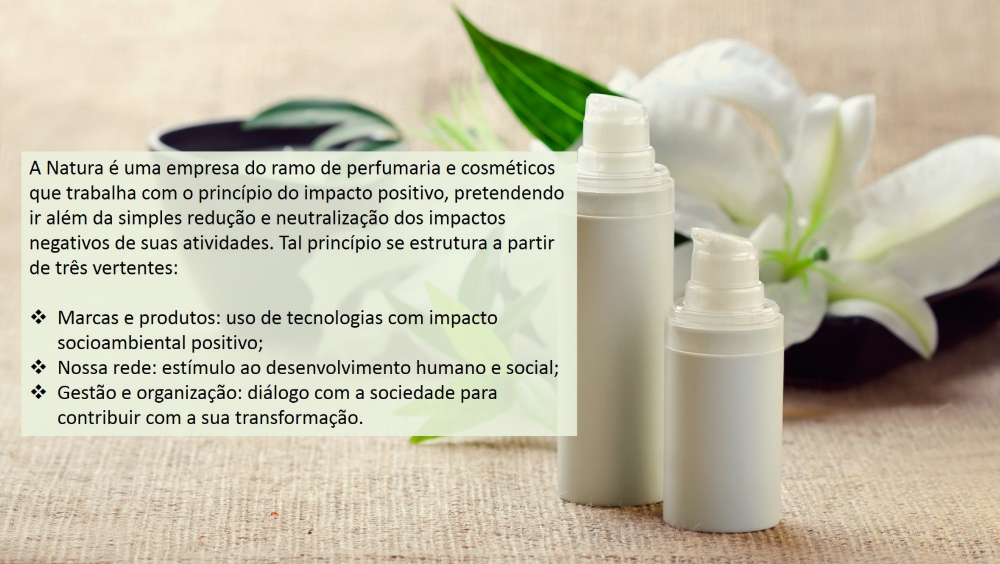 A Natura é uma empresa do ramo de perfumaria e cosméticos
que trabalha com o princípio do impacto positivo, pretendendo
ir além da simples redução e neutralização dos impactos
negativos de suas atividades. Tal princípio se estrutura a partir
de três vertentes:
❖ Marcas e produtos: uso de tecnologias com impacto
socioambiental positivo;
❖ Nossa rede: estímulo ao desenvolvimento humano e social;
❖ Gestão e organização: diálogo com a sociedade para
contribuir com a sua transformação.